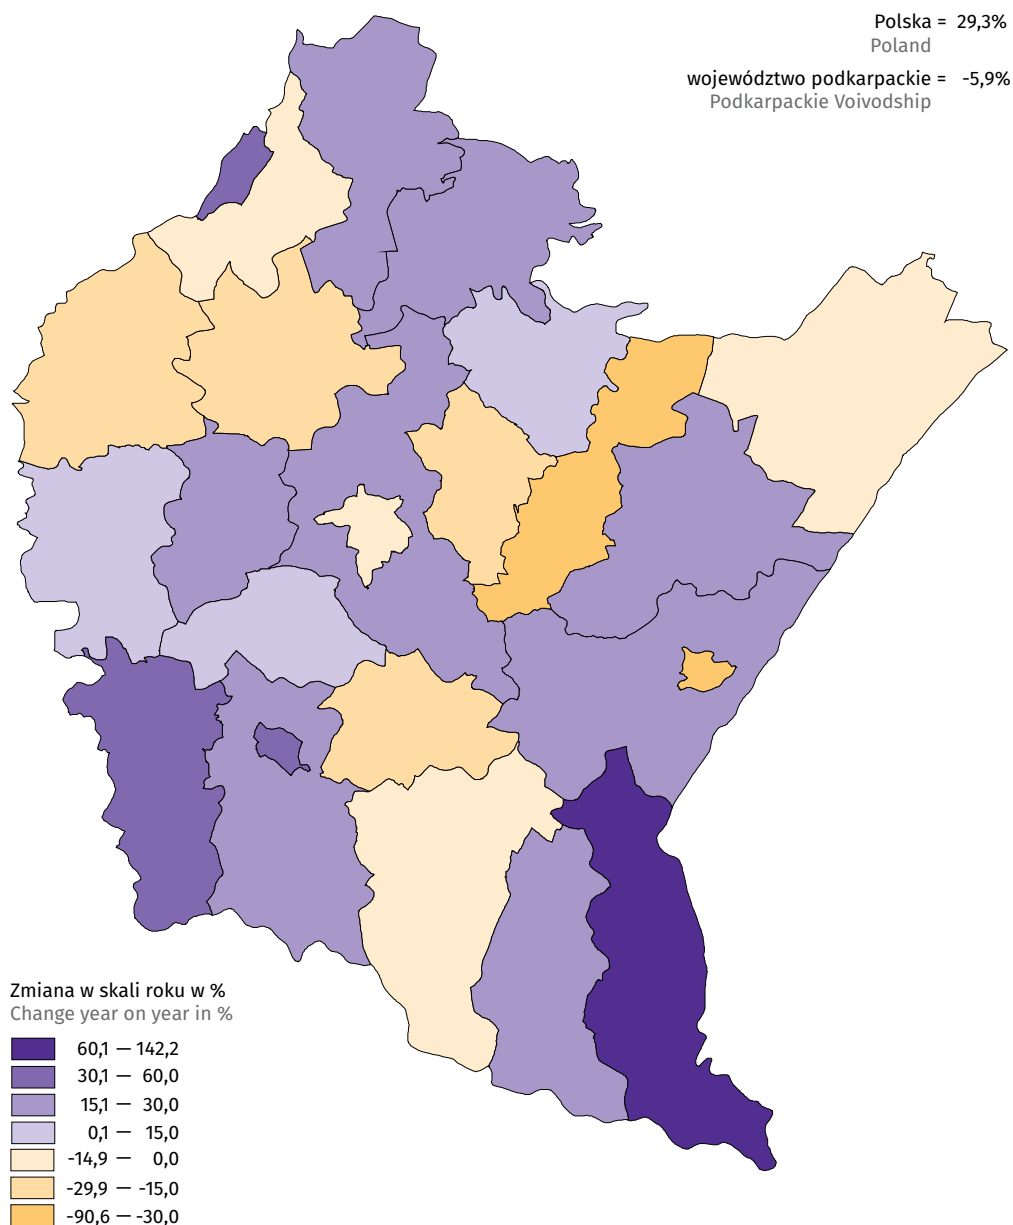 Polska = 29,3%
Poland
województwo podkarpackie = -5,9%
Podkarpackie Voivodship
Zmiana w skali roku w %
Change year on year in %
60,1 — 142,2
30,1 — 60,0
15,1 — 30,0
0,1 — 15,0
-14,9 — 0,0
-29,9 — -15,0
-90,6 — -30,0